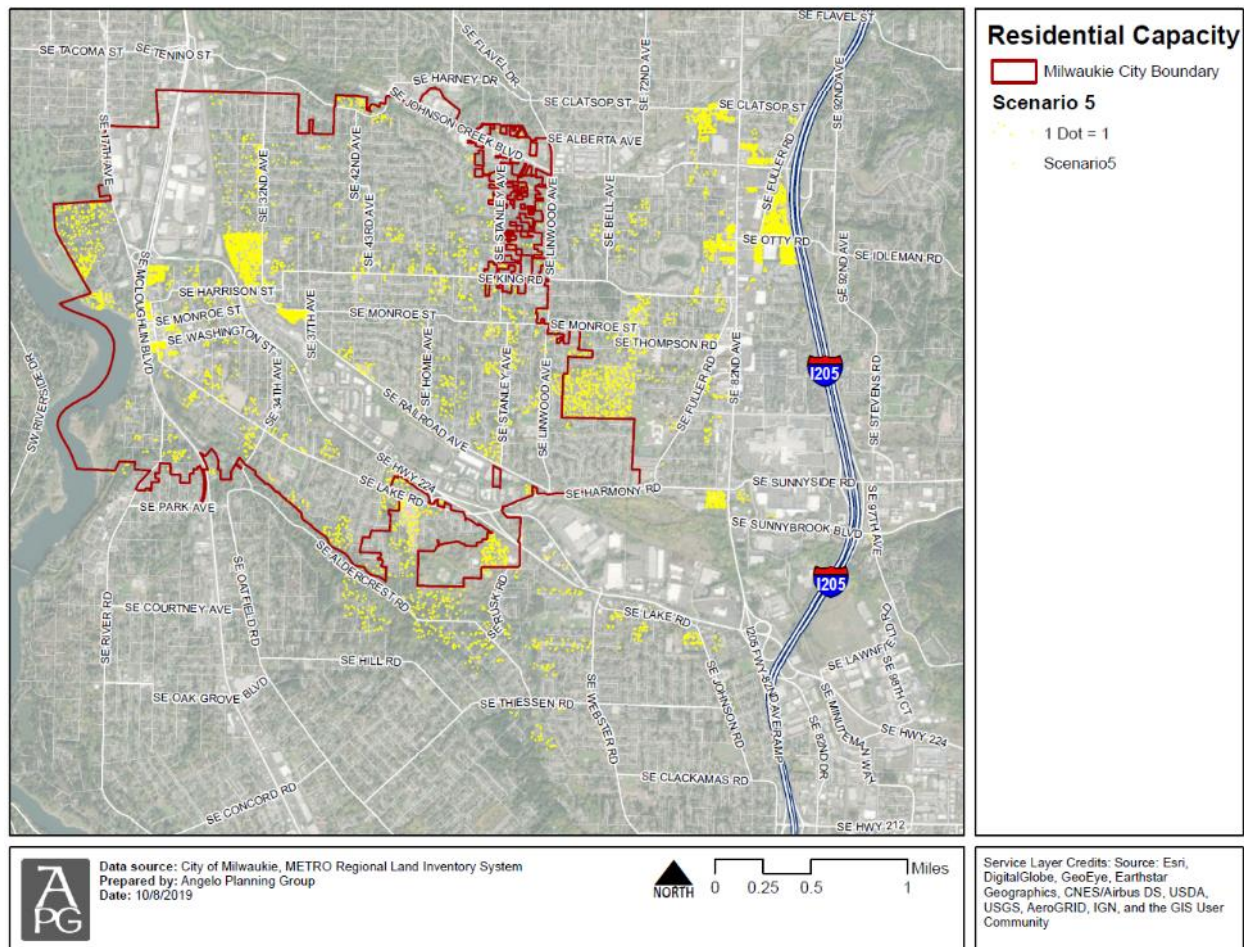 SE FLAVEL ST
SE TACOMA ST
SE TENINO ST
SE FLAVEL DR
SE HARNEY DR
SE 72ND AVE
SE 92ND AVE
SE CLATSOP ST
SE CLATSOP ST
SE JOHNSON CREEK BLVD
SE ALBERTA AVE
SE 17TH AVE
SE 32ND AVE
SE 42ND AVE
SE 43RD AVE
SE STANLEY AVE
SE LINWOOD AVE
SE BELL AVE
SE FULLER RD
SE OTTY RD
SE IDLEMAN RD
SE 92ND AVE
SE KING RD
SE MCLOUGHLIN BLVD
SE HARRISON ST
SE MONROE ST
SE WASHINGTON ST
SE 37TH AVE
SE MONROE ST
SE MONROE ST
SE THOMPSON RD
SE 34TH AVE
SE HOME AVE
SE STANLEY AVE
SE LINWOOD AVE
SE FULLER RD
SE 82ND AVE
I205
SE STEVENS RD
SW RIVERSIDE DR
SE RAILROAD AVE
SE HWY 224
SE LAKE RD
SE HARMONY RD
SE SUNNYSIDE RD
SE 97TH AVE
SE PARK AVE
SE SUNNYBROOK BLVD
SE ALDERCREST RD
SE RUSK RD
I205
SE COURTNEY AVE
SE OATFIELD RD
SE RIVER RD
SE LAKE RD
SE HILL RD
SE OAK GROVE BLVD
SE THIESSEN RD
SE WEBSTER RD
SE JOHNSON RD
I205 FWY-82ND AVE RAMP
SE LAWNFIELD RD
SE 98TH CT
SE MINUTEMAN WAY
SE 82ND DR
SE HWY 224
SE CLACKAMAS RD
SE CONCORD RD
SE HWY 212
Residential Capacity
Milwaukie City Boundary
Scenario 5
1 Dot = 1
Scenario5
APG
Data source: City of Milwaukie, METRO Regional Land Inventory System
Prepared by: Angelo Planning Group
Date: 10/8/2019
NORTH
Miles
0 0.25 0.5 1
Service Layer Credits: Source: Esri,
DigitalGlobe, GeoEye, Earthstar
Geographics, CNES/Airbus DS, USDA,
USGS, AeroGRID, IGN, and the GIS User
Community